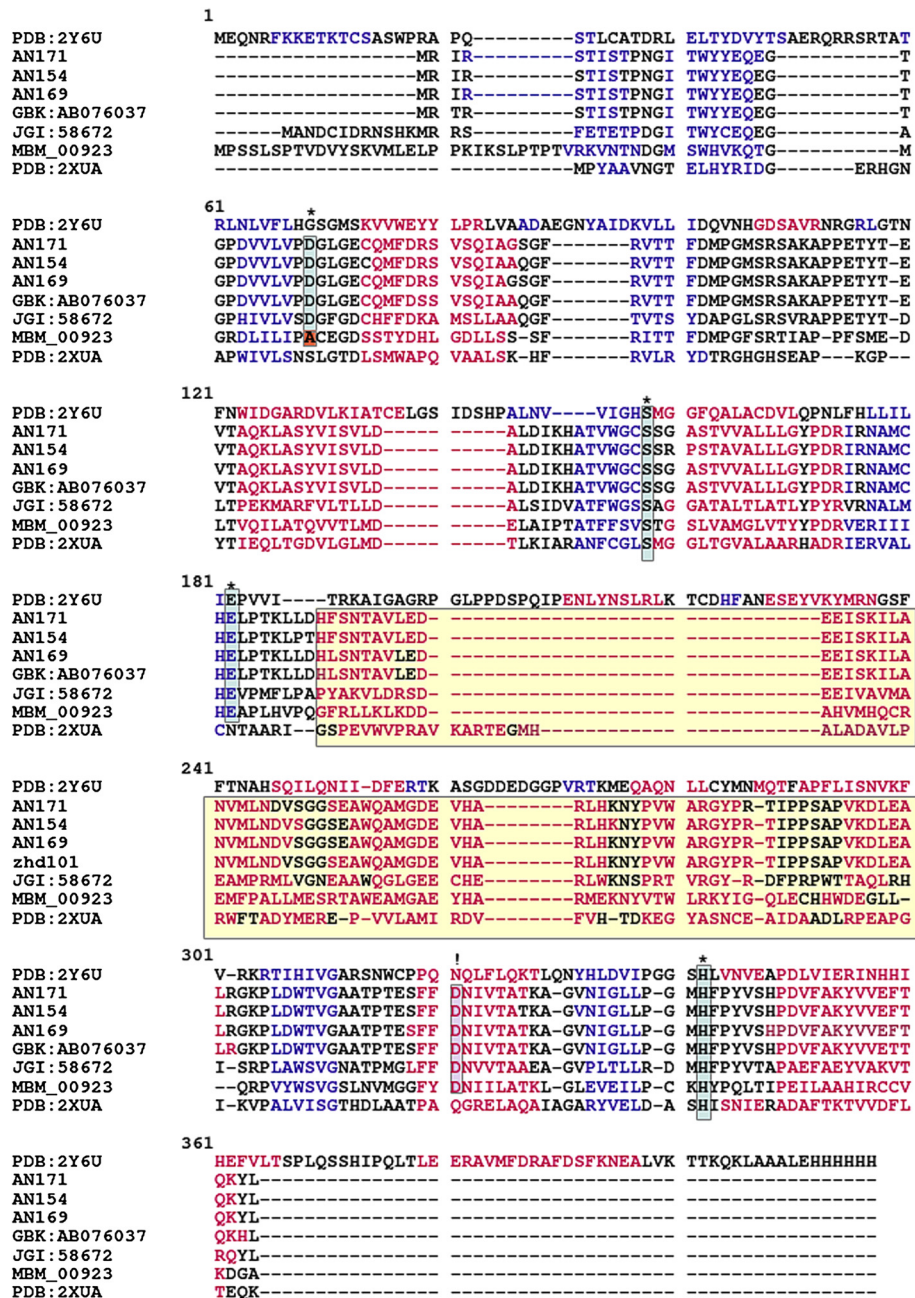 1
PDB:2Y6U MEQNRFKKETKTCSASWPRA PQ---------STLCATDRL ELTYDVYTSAERQRRSRTAT
AN171 ------------------MR IR---------STISTPNGI TWYYEQEG-----------T
AN154 ------------------MR IR---------STISTPNGI TWYYEQEG-----------T
AN169 ------------------MR IR---------STISTPNGI TWYYEQEG-----------T
GBK:AB076037 ------------------MR TR---------STISTPNGI TWYYEQEG-----------T
JGI:58672 ------MANDCIDRNSHKMR RS---------FETETPDGI TWYCEQEG-----------A
MBM_00923 MPSSLSPTVDVYSKVMLELP PKIKSLPTPTVRKVNTNDGM SWHVKQTG-----------M
PDB:2XUA -------------------- -----------MPYAAVNGT ELHYRIDG------ERHGN
61
*
PDB:2Y6U RLNLVFLHGSGMSKVVWEYY LPRLVAADAEGNYAIDKVLL IDQVNHGDSAVRNRGRLGTN
AN171 GPDVVLVPDGLGECQMFDRS VSQIAGSGF-------RVTT FDMPGMSRSAKAPPETYT-E
AN154 GPDVVLVPDGLGECQMFDRS VSQIAAQGF-------RVTT FDMPGMSRSAKAPPETYT-E
AN169 GPDVVLVPDGLGECQMFDRS VSQIAGSGF-------RVTT FDMPGMSRSAKAPPETYT-E
GBK:AB076037 GPDVVLVPDGLGECQMFDSS VSQIAAQGF-------RVTT FDMPGMSRSAKAPPETYT-E
JGI:58672 GPHIVLVSDGFGDCHFFDKA MSLLAAQGF-------TVTS YDAPGLSRSVRAPPETYT-D
MBM_00923 GRDLILIPACEGDSSTYDHL GDLLSS-SF-------RTIT FDMPGFSRTIAP-PFSME-D
PDB:2XUA APWIVLSNSLGTDLSMWAPQ VAALSK-HF-------RVLR YDTRGHGHSEAP---KGP--
121
*
PDB:2Y6U FNWIDGARDVLKIATCELGS IDSHPALNV----VIGHSMG GFQALACDVLQPNLFHLLIL
AN171 VTAQKLASYVISVLD----- ----ALDIKHATVWGCSSG ASTVVALLLGYPDRIRNAMC
AN154 VTAQKLASYVISVLD----- ----ALDIKHATVWGCSSR PSTVVALLLGYPDRIRNAMC
AN169 VTAQKLASYVISVLD----- ----ALDIKHATVWGCSSG ASTVVALLLGYPDRIRNAMC
GBK:AB076037 VTAQKLASYVISVLD----- ----ALDIKHATVWGCSSG ASTVVALLLGYPDRIRNAMC
JGI:58672 LTPEKMARFVLTLLD----- ----ALSIDVATFWGSSAG GATALTLATLYPYRVRNALM
MBM_00923 LTVQILATQVVTLMD----- ----ELAIPTATFFSVSTG SLVAMGLVTYYPDRVERIII
PDB:2XUA YTIEQLTGDVLGLMD----- ----TLKIARANFCGLSMG GLTGVALAARHADRIERVAL
181
*
PDB:2Y6U IEPVVI----TRKAIGAGRP GLPPDSPQIPENLYNSLRLK TCDHFANESEYVKYMRNGSF
AN171 HELPTKLLDHFSNTAVLED- -------------------- ------------EEISKILA
AN154 HELPTKLPTHFSNTAVLED- -------------------- ------------EEISKILA
AN169 HELPTKLLDHLSNTAVLED- -------------------- ------------EEISKILA
GBK:AB076037 HELPTKLLDHLSNTAVLED- -------------------- ------------EEISKILA
JGI:58672 HEVPMFLPAPYAKVLDRSD- -------------------- ------------EEIVAVMA
MBM_00923 HEAPLHVPQGFRLLKLKDD- -------------------- ------------AHVMHQCR
PDB:2XUA CNTAARI--GSPEVWVPRAV KARTEGMH------------ ------------ALADAVLP
241
PDB:2Y6U FTNAHSQILQNII-DFERTK ASGDDEDGGPVRTKMEQAQN LLCYMNMQTFAPFLISNVKF
AN171 NVMLNDVSGGSEAWQAMGDE VHA--------RLHKNYPVW ARGYPR-TIPPSAPVKDLEA
AN154 NVMLNDVSGGSEAWQAMGDE VHA--------RLHKNYPVW ARGYPR-TIPPSAPVKDLEA
AN169 NVMLNDVSGGSEAWQAMGDE VHA--------RLHKNYPVW ARGYPR-TIPPSAPVKDLEA
zhd101 NVMLNDVSGGSEAWQAMGDE VHA--------RLHKNYPVW ARGYPR-TIPPSAPVKDLEA
JGI:58672 EAMPRMLVGNEAAWQGLGEE CHE--------RLWKNSPRT VRGYR-DFPRPWTTAQLRH
MBM_00923 EMFPALLMESRTAWEAMGAE YHA--------RMEKNYVTW LRKYIG-QLECHHWDEGLL-
PDB:2XUA RWFTADYMERE-P-VVLAMI RDV--------FVH-TDKEG YASNCE-AIDAADLRPEAPG
301
!
*
PDB:2Y6U V-RKRTIHIVGARSNWCPPQ NQLFLQKTLQNYHLDVIPGG SHLVNVEAPDLVIERINHHI
AN171 LRGKPLDWTVGAATPTESFF DNIVTATKA-GVNIGLLP-G MHFPYVSHPDVFAKYVVEFT
AN154 LRGKPLDWTVGAATPTESFF DNIVTATKA-GVNIGLLP-G MHFPYVSHPDVFAKYVVEFT
AN169 LRGKPLDWTVGAATPTESFF DNIVTATKA-GVNIGLLP-G MHFPYVSHPDVFAKYVVEFT
GBK:AB076037 LRGKPLDWTVGAATPTESFF DNIVTATKA-GVNIGLLP-G MHFPYVSHPDVFAKYVVETT
JGI:58672 I-SRPLAWSVGNATPMGLFF DNVVTAAEA-GVPLTLLR-D MHFPYVTAPAEFAEYVAKVT
MBM_00923 --QRPVYWSVGSLNVMGGFY DNIILATKL-GLEVEILP-C KHYPQLTIPEILAAHIRCCV
PDB:2XUA I-KVPALVISGTHDLAATPA QGRELAQAIAGARYVELD-A SHISNIERADAFTKTVVDFL
361
PDB:2Y6U HEFVLTSPLQSSHIPQLTLE ERAVMFDRAFDSFKNEALVK TTKQKLAAALEHHHHHH
AN171 QKYL---------------- -------------------- -----------------
AN154 QKYL---------------- -------------------- -----------------
AN169 QKYL---------------- -------------------- -----------------
GBK:AB076037 QKHL---------------- -------------------- -----------------
JGI:58672 RQYL---------------- -------------------- -----------------
MBM_00923 KDGA---------------- -------------------- -----------------
PDB:2XUA TEQK---------------- -------------------- -----------------